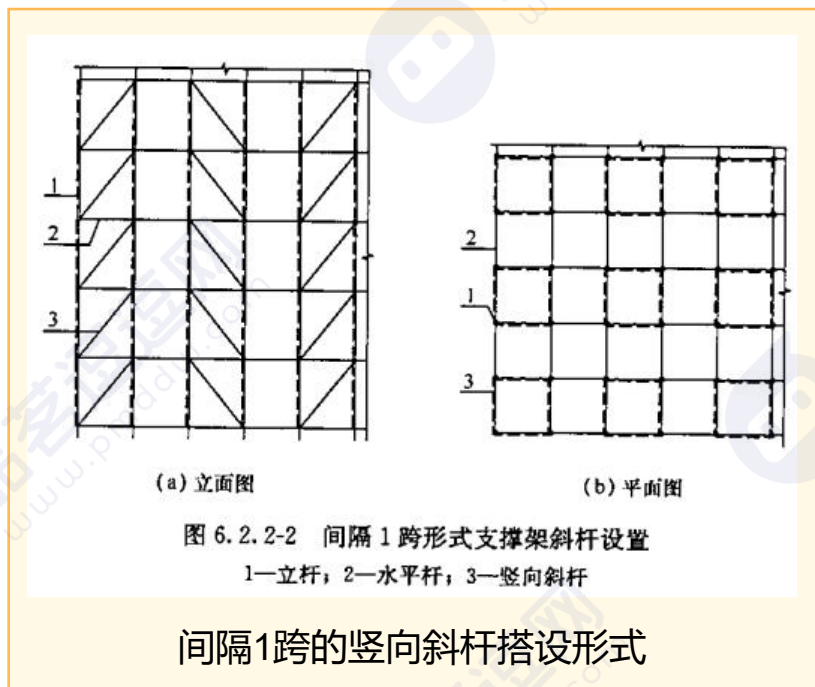 1
2
3
2
1
3
(a) 立面图
(b) 平面图
图 6.2.2-2 间隔 1 跨形式支撑架斜杆设置
1—立杆；2—水平杆；3—竖向斜杆
间隔1跨的竖向斜杆搭设形式